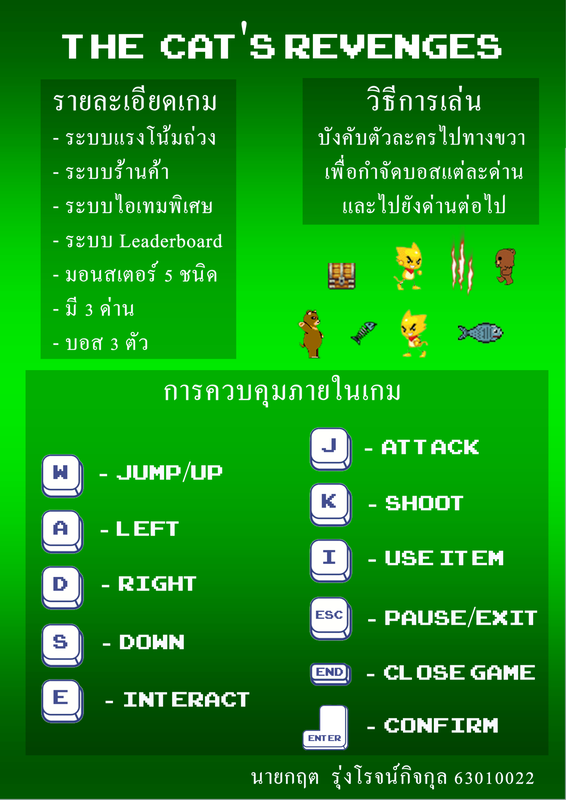 THE CAT'S REVENGES
รายละเอียดเกม
- ระบบแรงโน้มถ่วง
- ระบบร้านค้า
- ระบบไอเทมพิเศษ
- ระบบ Leaderboard
- มอนสเตอร์ 5 ชนิด
- มี 3 ด่าน
- บอส 3 ตัว
วิธีการเล่น
บังคับตัวละครไปทางขวา
เพื่อกำจัดบอสแต่ละด่าน
และไปยังด่านต่อไป
การควบคุมภายในเกม
W - JUMP/UP
A - LEFT
D - RIGHT
S - DOWN
E - INTERACT
J - ATTACK
K - SHOOT
I - USE ITEM
ESC - PAUSE/EXIT
END - CLOSE GAME
ENTER - CONFIRM
นายกฤต รุ่งโรจน์กิจกุล 63010022